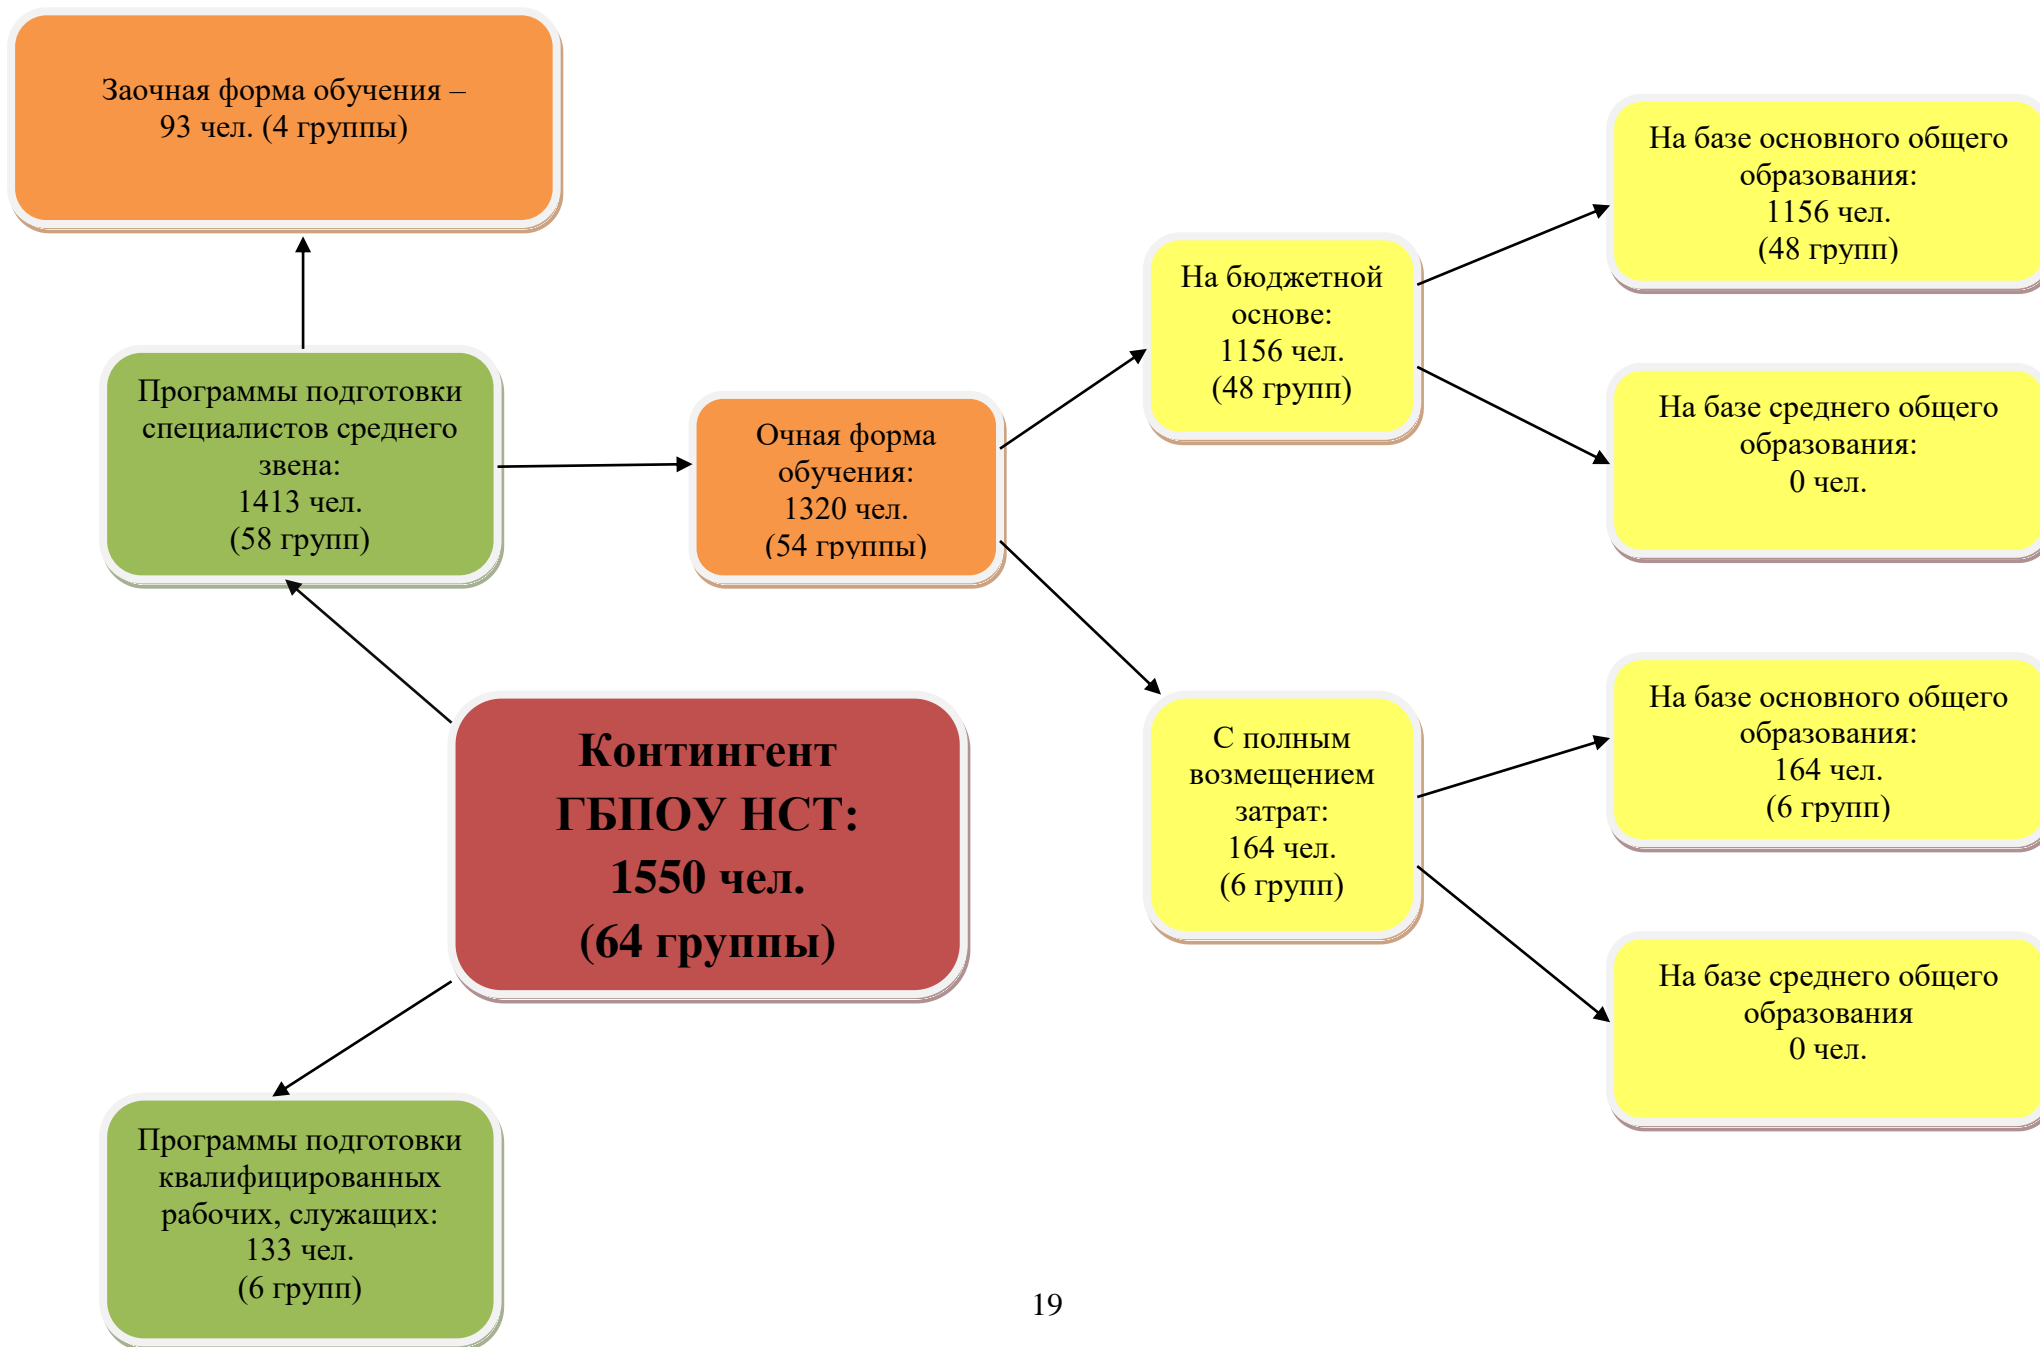 Заочная форма обучения –
93 чел. (4 группы)
Программы подготовки
специалистов среднего
звена:
1413 чел.
(58 групп)
Очная форма
обучения:
1320 чел.
(54 группы)
На бюджетной
основе:
1156 чел.
(48 групп)
На базе основного общего
образования:
1156 чел.
(48 групп)
На базе среднего общего
образования:
0 чел.
Контингент
ГБПОУ НСТ:
1550 чел.
(64 группы)
С полным
возмещением
затрат:
164 чел.
(6 групп)
На базе основного общего
образования:
164 чел.
(6 групп)
На базе среднего общего
образования
0 чел.
Программы подготовки
квалифицированных
рабочих, служащих:
133 чел.
(6 групп)
19